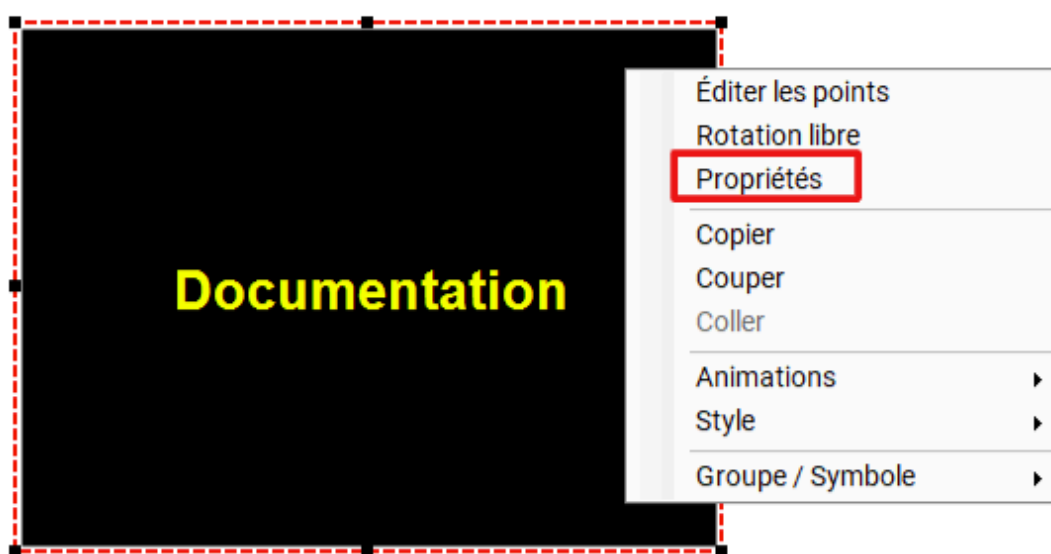 Documentation
Éditer les points
Rotation libre
Propriétés
Copier
Couper
Coller
Animations
Style
Groupe / Symbole